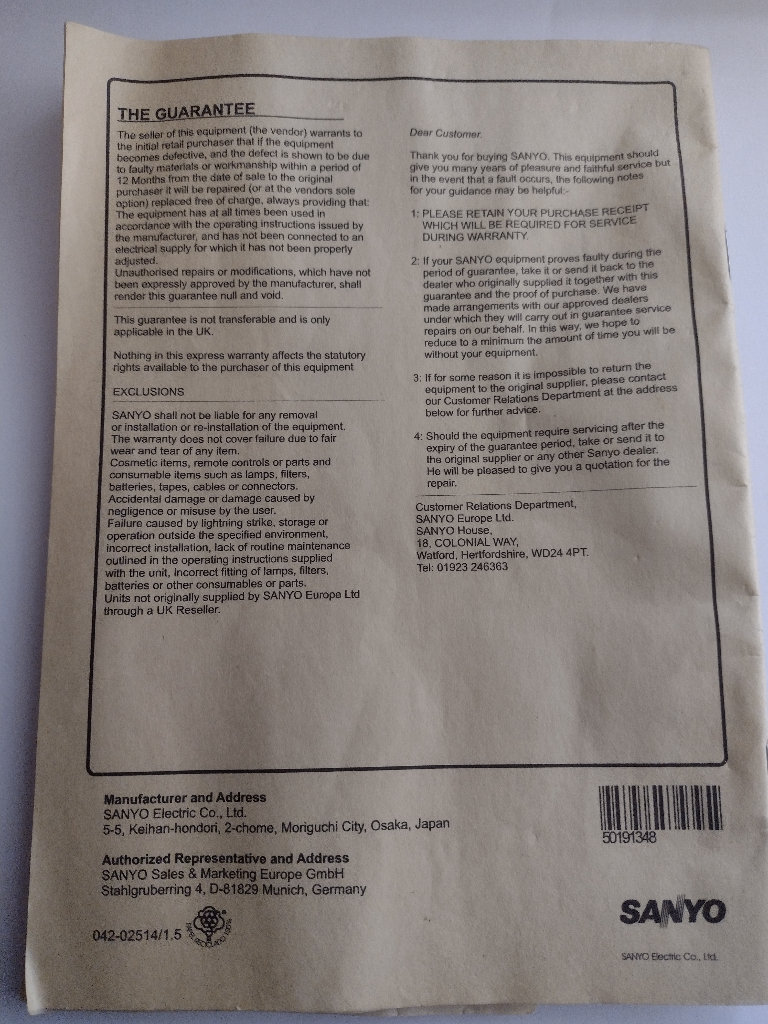 THE GUARANTEE
The seller of this equipment (the vendor) warrants to
the initial retail purchaser that if the equipment
becomes defective, and the defect is shown to be due
to faulty materials or workmanship within a period of
12 Months from the date of sale to the original
purchaser it will be repaired (or at the vendors sole
option) replaced free of charge, always providing that:
The equipment has at all times been used in
accordance with the operating instructions issued by
the manufacturer, and has not been connected to an
electrical supply for which it has not been properly
adjusted.
Unauthorised repairs or modifications, which have not
been expressly approved by the manufacturer, shall
render this guarantee null and void.
This guarantee is not transferable and is only
applicable in the UK.
Nothing in this express warranty affects the statutory
rights available to the purchaser of this equipment
EXCLUSIONS
SANYO shall not be liable for any removal
or installation or re-installation of the equipment.
The warranty does not cover failure due to fair
wear and tear of any item.
Cosmetic items, remote controls or parts and
consumable items such as lamps, filters,
batteries, tapes, cables or connectors.
Accidental damage or damage caused by
negligence or misuse by the user.
Failure caused by lightning strike, storage or
operation outside the specified environment,
incorrect installation, lack of routine maintenance
outlined in the operating instructions supplied
with the unit, incorrect fitting of lamps, filters,
batteries or other consumables or parts.
Units not originally supplied by SANYO Europe Ltd
through a UK Reseller.
Dear Customer.
Thank you for buying SANYO. This equipment should
give you many years of pleasure and faithful service but
in the event that a fault occurs, the following notes
for your guidance may be helpful:-
1: PLEASE RETAIN YOUR PURCHASE RECEIPT
WHICH WILL BE REQUIRED FOR SERVICE
DURING WARRANTY.
2: If your SANYO equipment proves faulty during the
period of guarantee, take it or send it back to the
dealer who originally supplied it together with this
guarantee and the proof of purchase. We have
made arrangements with our approved dealers
under which they will carry out in guarantee service
repairs on our behalf. In this way, we hope to
reduce to a minimum the amount of time you will be
without your equipment.
3: If for some reason it is impossible to return the
equipment to the original supplier, please contact
our Customer Relations Department at the address
below for further advice.
4: Should the equipment require servicing after the
expiry of the guarantee period, take or send it to
the original supplier or any other Sanyo dealer.
He will be pleased to give you a quotation for the
repair.
Customer Relations Department,
SANYO Europe Ltd.
SANYO House,
18, COLONIAL WAY,
Watford, Hertfordshire, WD24 4PT.
Tel: 01923 246363
Manufacturer and Address
SANYO Electric Co., Ltd.
5-5, Keihan-hondori, 2-chome, Moriguchi City, Osaka, Japan
Authorized Representative and Address
SANYO Sales & Marketing Europe GmbH
Stahlgruberring 4, D-81829 Munich, Germany
042-02514/1.5
50191348
SANYO
SANYO Electric Co., Ltd.